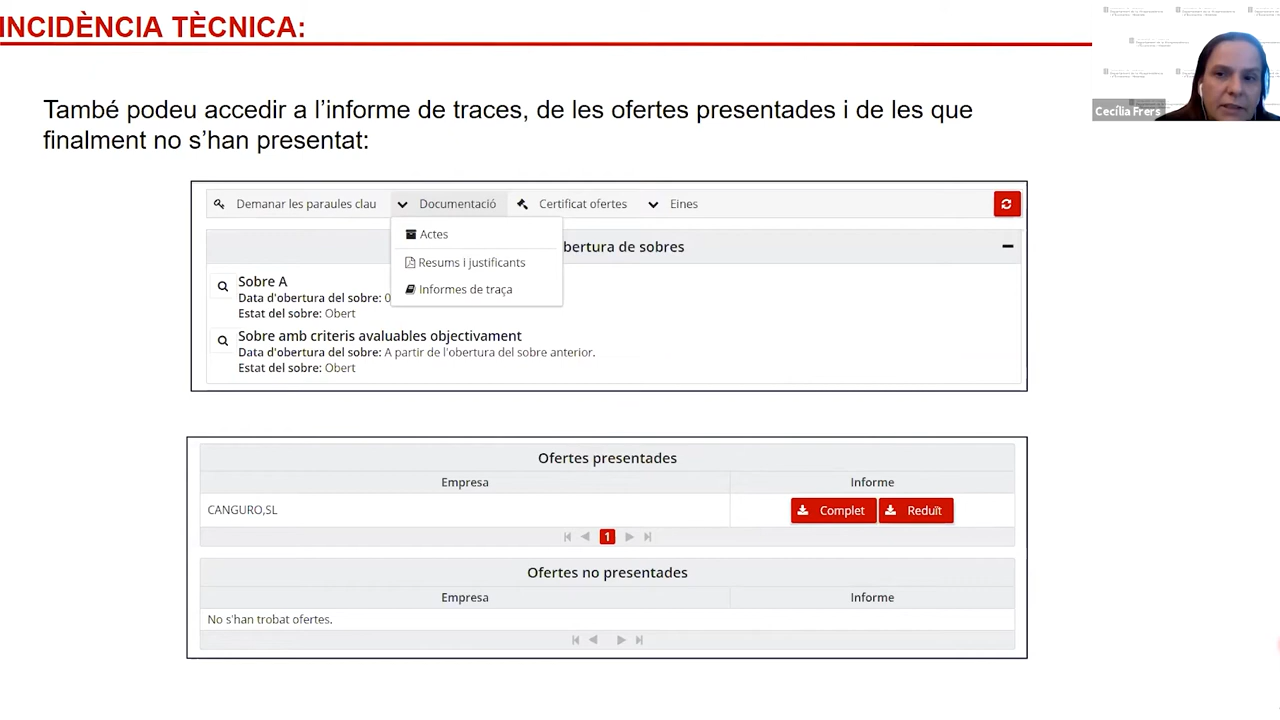 INCIDÈNCIA TÈCNICA:
Cecília Frers
També podeu accedir a l'informe de traces, de les ofertes presentades i de les que
finalment no s'han presentat:
Demanar les paraules clau
Documentació
Certificat ofertes
Eines
Actes
Resums i justificants
Informes de traça
bertura de sobres
Sobre A
Data d'obertura del sobre: 0
Estat del sobre: Obert
Sobre amb criteris avaluables objectivament
Data d'obertura del sobre: A partir de l'obertura del sobre anterior.
Estat del sobre: Obert
Ofertes presentades
Empresa Informe
CANGURO,SL Complet Reduït
1
Ofertes no presentades
Empresa Informe
No s'han trobat ofertes.